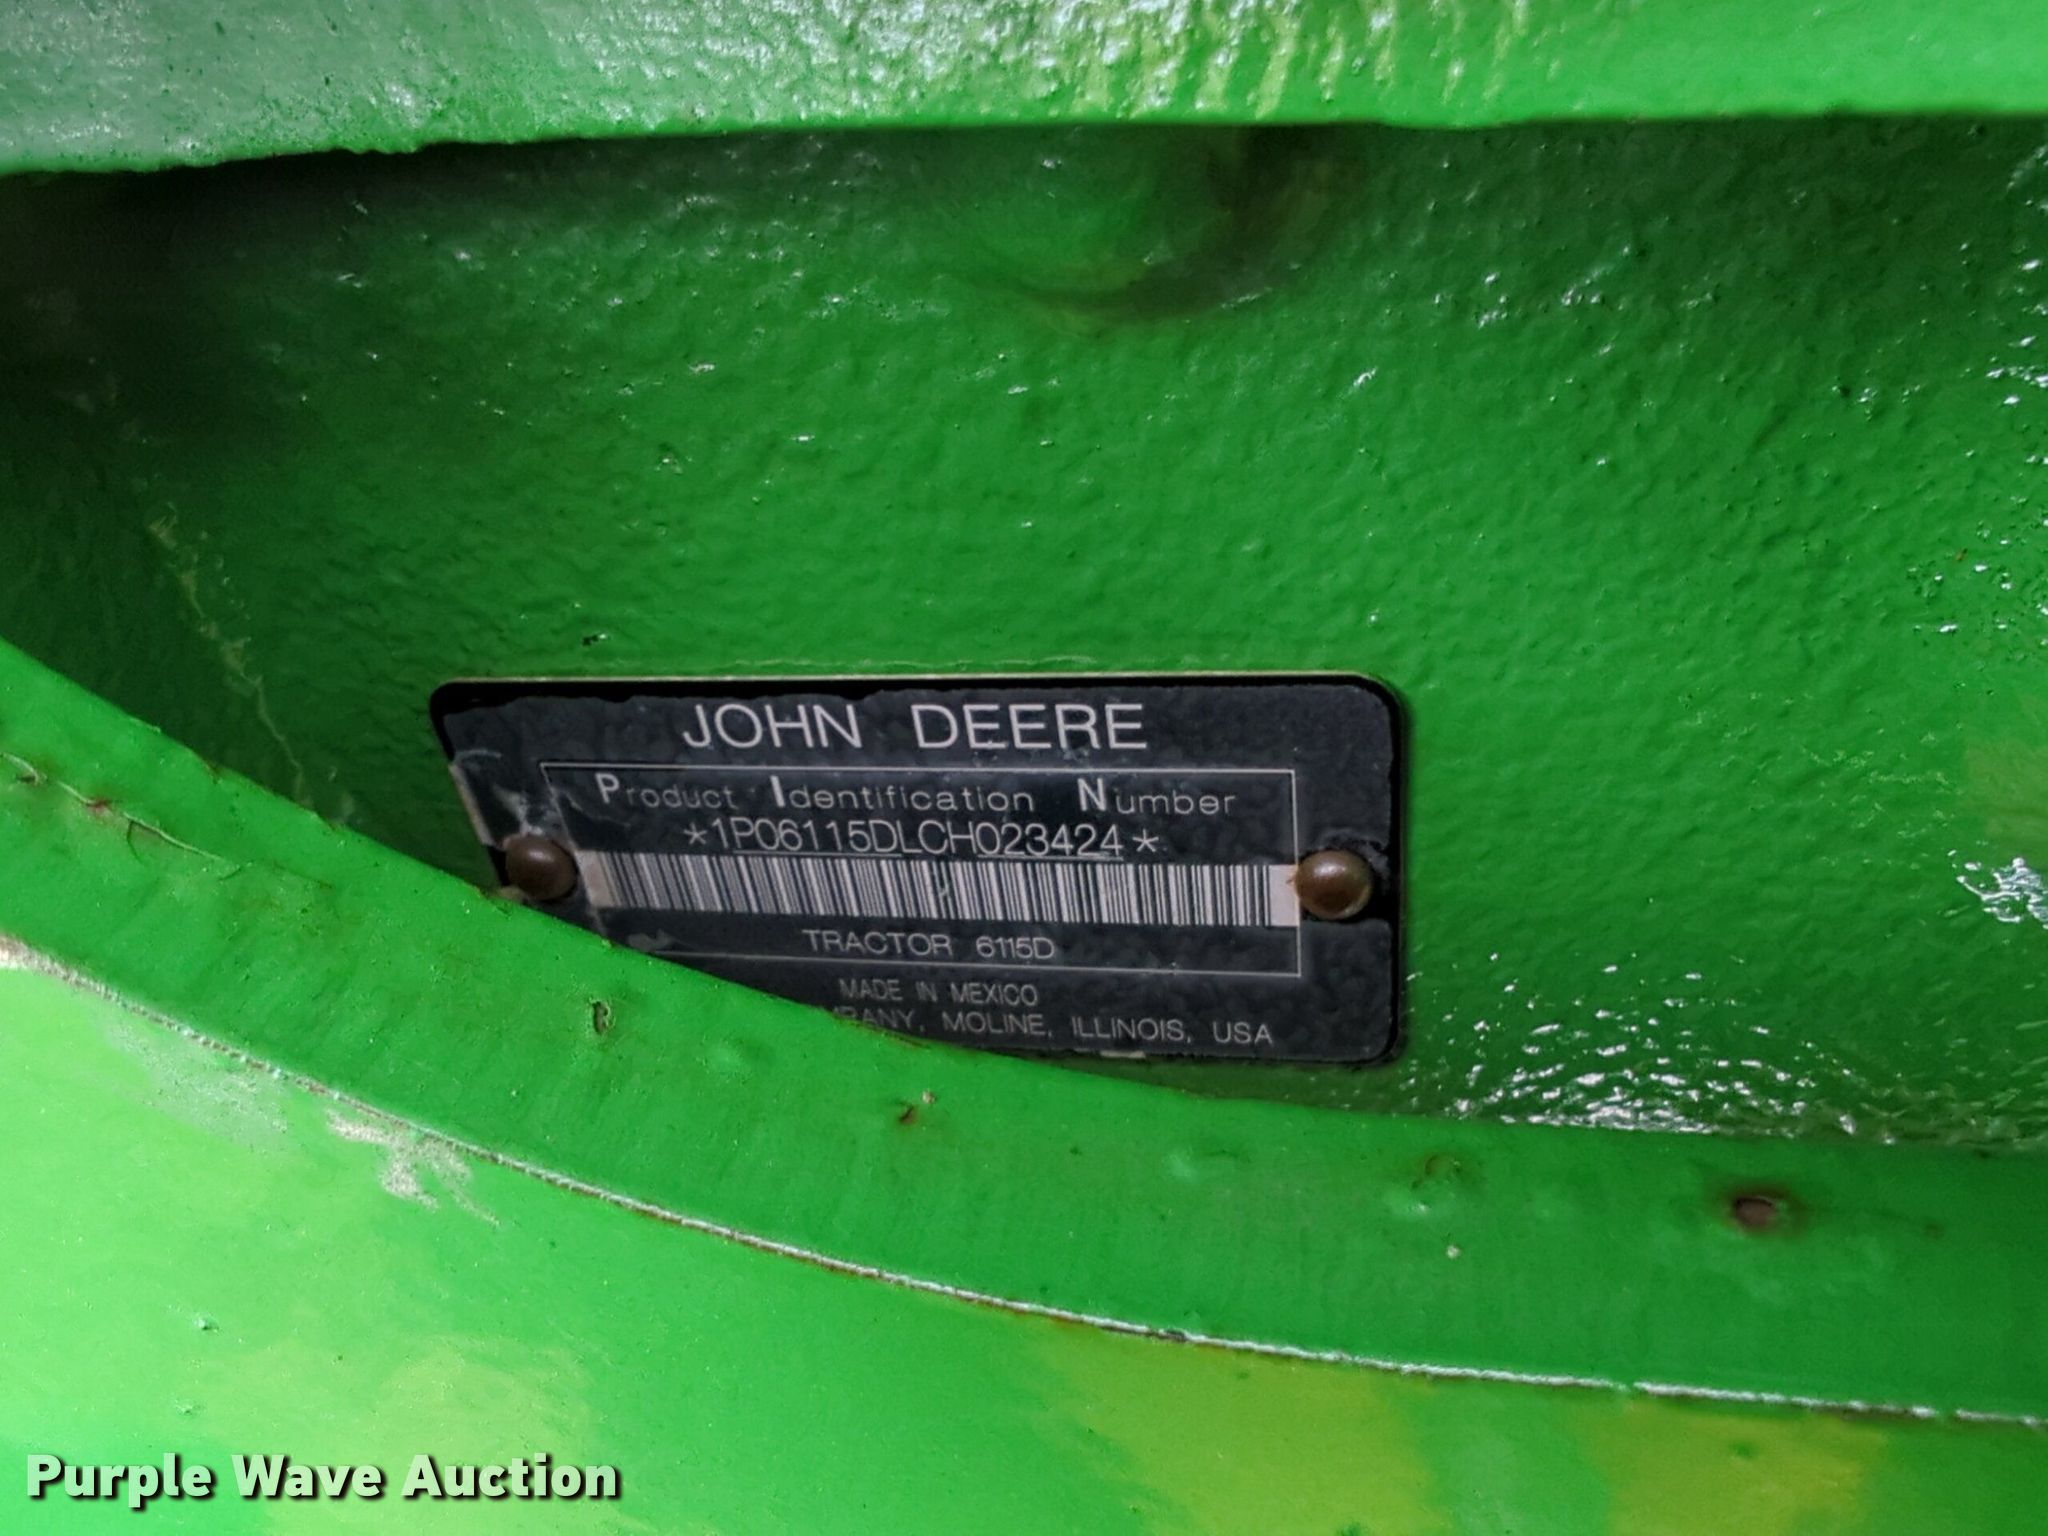 JOHN DEERE
Product Identification Number
*1P06115DLCH023424*
TRACTOR 6115D
MADE IN MEXICO
MOLINE, ILLINOIS, USA
Purple Wave Auction